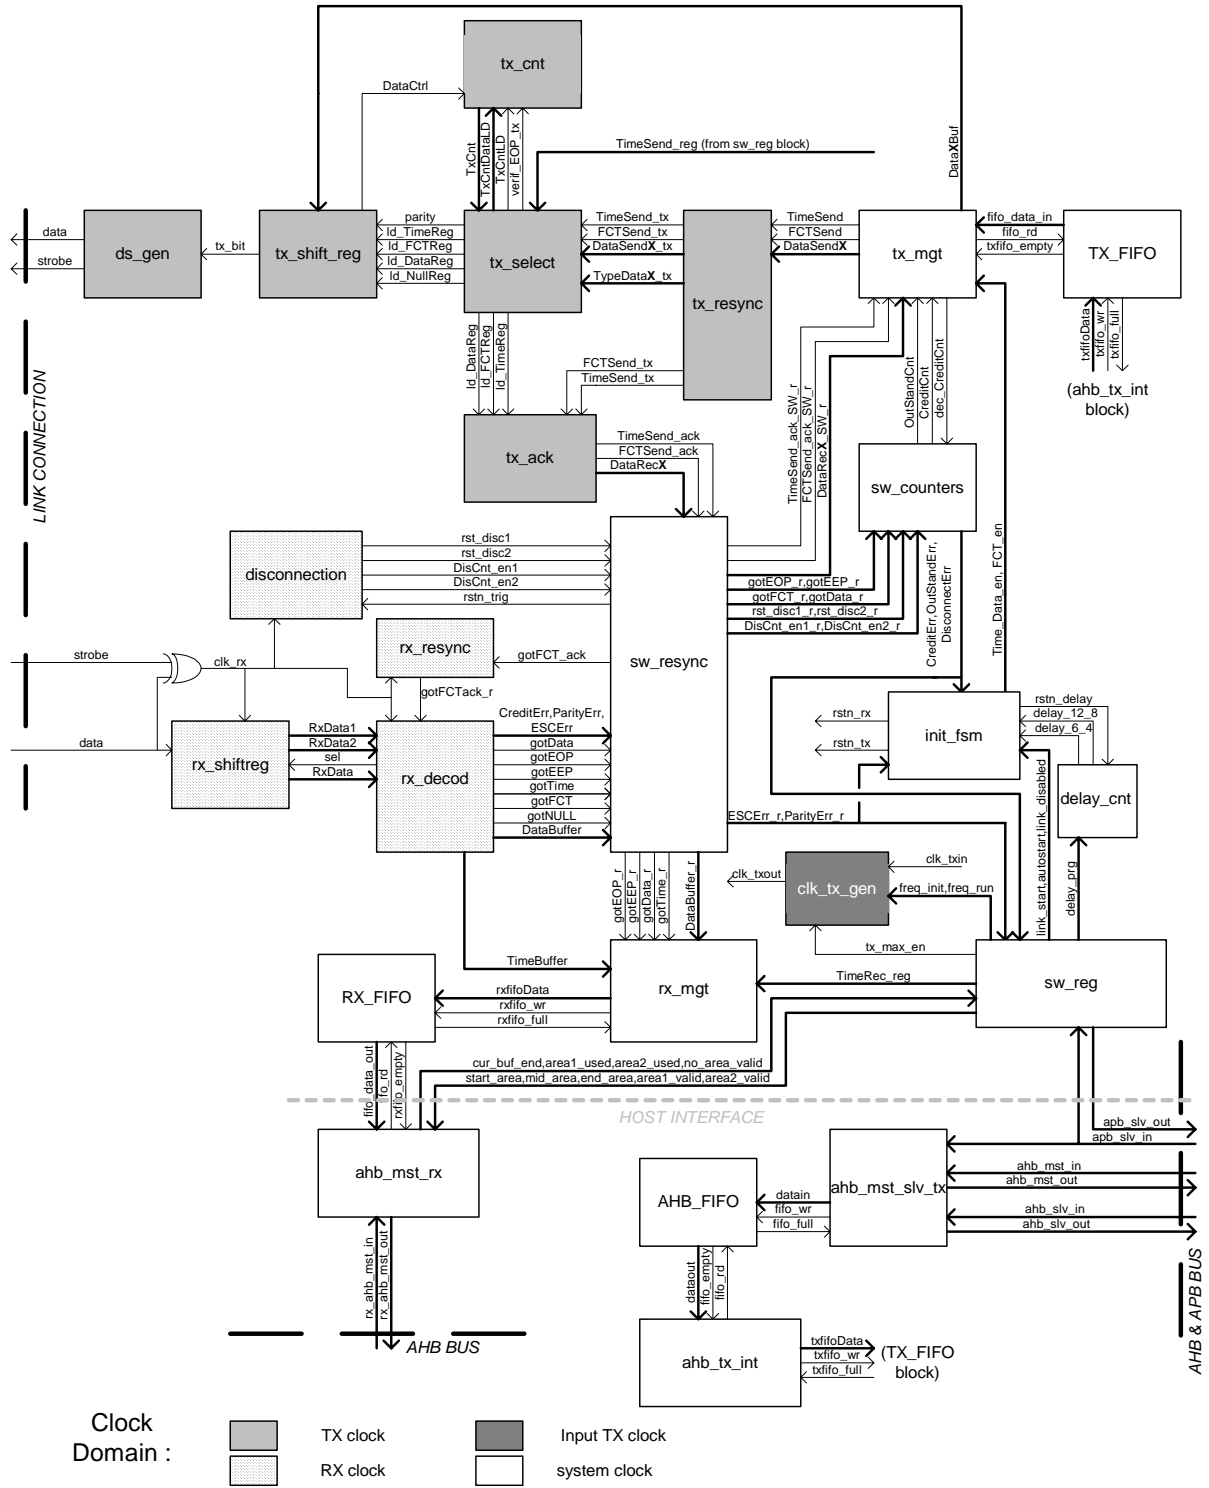 tx_cnt
DataCtrl
TxCnt
TxCntDataLD
TxCntLD
verif_EOP_tx
TimeSend_reg (from sw_reg block)
DataXBuf
data
strobe
ds_gen
tx_bit
tx_shift_reg
parity
ld_TimeReg
ld_FCTReg
ld_DataReg
ld_NullReg
tx_select
TimeSend_tx
FCTSend_tx
DataSendX_tx
TypeDataX_tx
tx_resync
TimeSend
FCTSend
DataSendX
tx_mgt
fifo_data_in
fifo_rd
txfifo_empty
TX_FIFO
txfifoData
txfifo_wr
txfifo_full
(ahb_tx_int
block)
LINK CONNECTION
ld_DataReg
ld_FCTReg
ld_TimeReg
FCTSend_tx
TimeSend_tx
tx_ack
TimeSend_ack
FCTSend_ack
DataRecX
TimeSend_ack_SW_r
FCTSend_ack_SW_r
DataRecX_SW_r
OutStandCnt
CreditCnt
dec_CreditCnt
sw_counters
disconnection
rst_disc1
rst_disc2
DisCnt_en1
DisCnt_en2
rstn_trig
gotEOP_r,gotEEP_r
gotFCT_r,gotData_r
rst_disc1_r,rst_disc2_r
DisCnt_en1_r,DisCnt_en2_r
CreditErr,OutStandErr,
DisconnectErr
Time_Data_en, FCT_en
strobe
clk_rx
rx_resync
gotFCT_ack
gotFCTack_r
sw_resync
data
rx_shiftreg
RxData1
RxData2
sel
RxData
rx_decod
CreditErr,ParityErr,
ESCErr
gotData
gotEOP
gotEEP
gotTime
gotFCT
gotNULL
DataBuffer
rstn_rx
rstn_tx
init_fsm
rstn_delay
delay_12_8
delay_6_4
delay_cnt
ESCErr_r,ParityErr_r
link_start,autostart,link_disabled
delay_prg
clk_txout
clk_tx_gen
clk_txin
freq_init,freq_run
tx_max_en
gotEOP_r
gotEEP_r
gotData_r
gotTime_r
DataBuffer_r
TimeBuffer
rx_mgt
TimeRec_reg
sw_reg
RX_FIFO
rxfifoData
rxfifo_wr
rxfifo_full
fifo_data_out
fo_rd
rxfifo_empty
cur_buf_end,area1_used,area2_used,no_area_valid
start_area,mid_area,end_area,area1_valid,area2_valid
HOST INTERFACE
apb_slv_out
apb_slv_in
ahb_mst_rx
ahb_mst_slv_tx
ahb_mst_in
ahb_mst_out
ahb_slv_in
ahb_slv_out
AHB_FIFO
datain
fifo_wr
fifo_full
rx_ahb_mst_in
rx_ahb_mst_out
dataout
fifo_empty
fifo_rd
AHB BUS
ahb_tx_int
txfifoData
txfifo_wr
txfifo_full
(TX_FIFO
block)
AHB & APB BUS
Clock
Domain :
TX clock
Input TX clock
RX clock
system clock